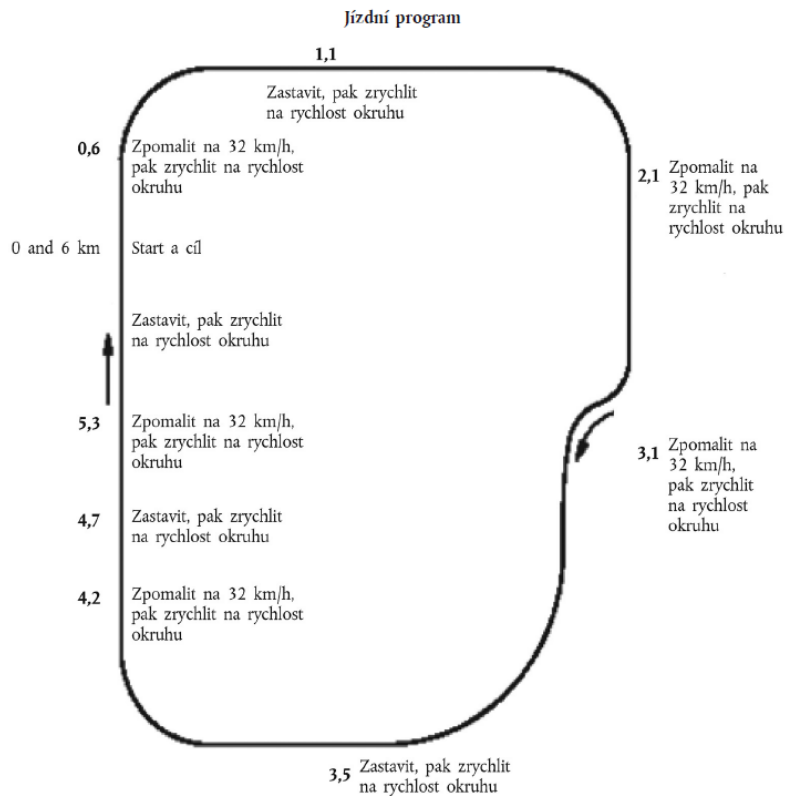 Jízdní program
1,1
Zastavit, pak zrychlit
na rychlost okruhu
0,6
Zpomalit na 32 km/h,
pak zrychlit na rychlost
okruhu
2,1
Zpomalit na
32 km/h, pak
zrychlit na
rychlost okruhu
0 and 6 km
Start a cíl
Zastavit, pak zrychlit
na rychlost okruhu
5,3
Zpomalit na 32 km/h,
pak zrychlit na rychlost
okruhu
3,1
Zpomalit na
32 km/h,
pak zrychlit
na rychlost
okruhu
4,7
Zastavit, pak zrychlit
na rychlost okruhu
4,2
Zpomalit na 32 km/h,
pak zrychlit na rychlost
okruhu
3,5
Zastavit, pak zrychlit
na rychlost okruhu